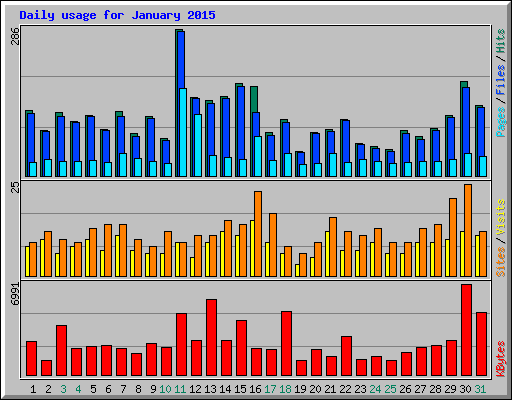 Daily usage for January 2015
286
Pages / Files / Hits
25
Sites / Visits
6991
KBytes
1 2 3 4 5 6 7 8 9 10 11 12 13 14 15 16 17 18 19 20 21 22 23 24 25 26 27 28 29 30 31